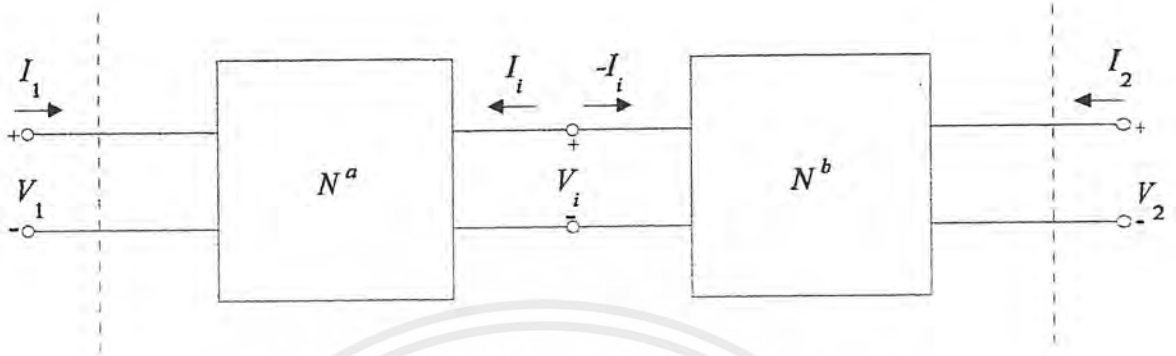 I₁ Iᵢ -Iᵢ I₂
+ + +
V₁ Nᵃ Vᵢ Nᵇ V₂
- - -